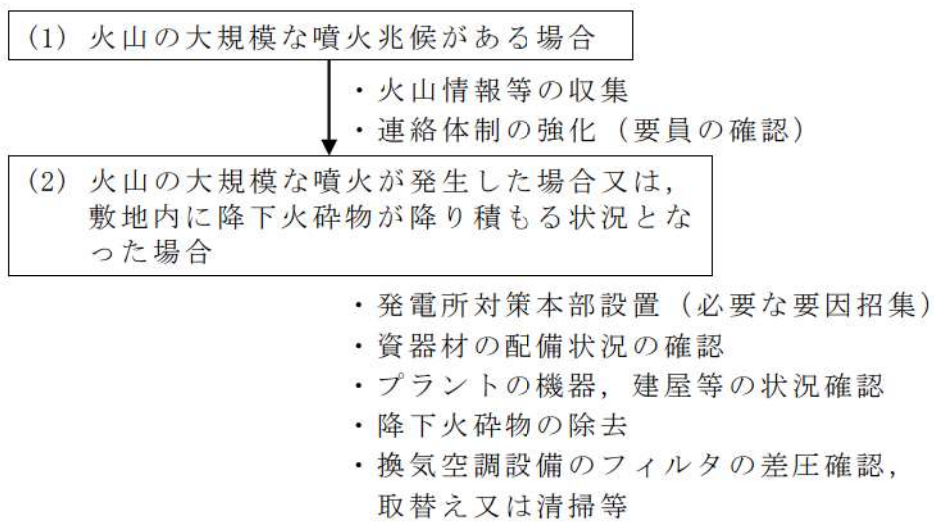 (1) 火山の大規模な噴火兆候がある場合
・火山情報等の収集
・連絡体制の強化（要員の確認）
(2) 火山の大規模な噴火が発生した場合又は，
敷地内に降下火砕物が降り積もる状況とな
った場合
・発電所対策本部設置（必要な要因招集）
・資器材の配備状況の確認
・プラントの機器，建屋等の状況確認
・降下火砕物の除去
・換気空調設備のフィルタの差圧確認，
取替え又は清掃等